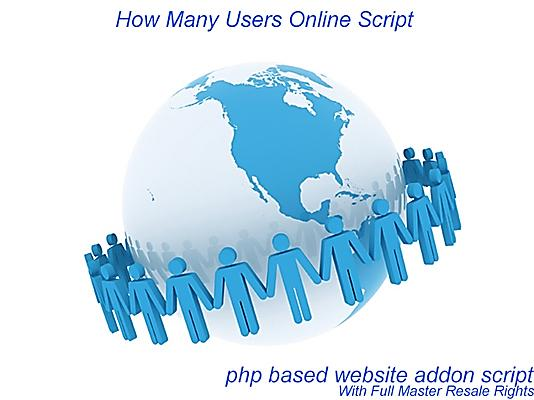 How Many Users Online Script
php based website addon script
With Full Master Resale Rights